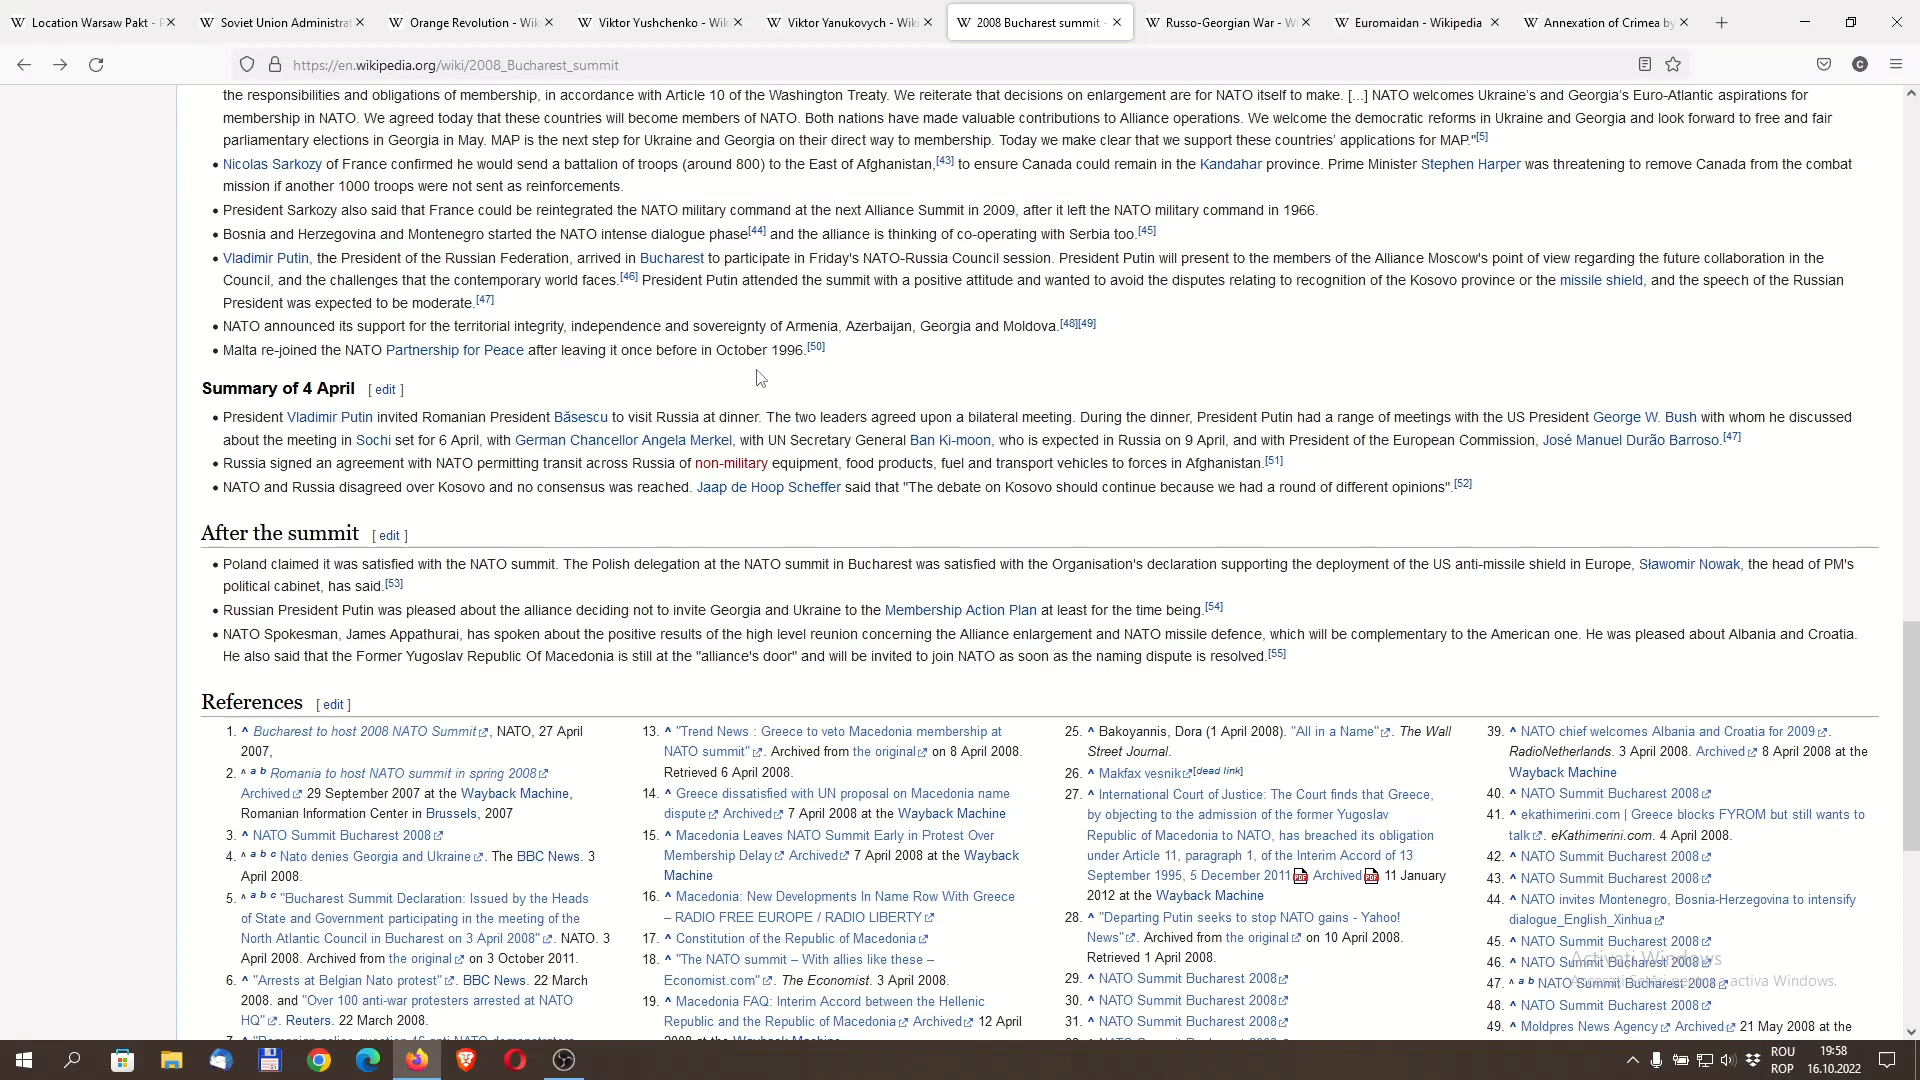 Location Warsaw Pakt - P
Soviet Union Administrat
Orange Revolution - Wiki
Viktor Yushchenko - Wiki
Viktor Yanukovych - Wiki
2008 Bucharest summit -
Russo-Georgian War - Wi
Euromaidan - Wikipedia
Annexation of Crimea by
https://en.wikipedia.org/wiki/2008_Bucharest_summit
the responsibilities and obligations of membership, in accordance with Article 10 of the Washington Treaty. We reiterate that decisions on enlargement are for NATO itself to make. [...] NATO welcomes Ukraine's and Georgia's Euro-Atlantic aspirations for
membership in NATO. We agreed today that these countries will become members of NATO. Both nations have made valuable contributions to Alliance operations. We welcome the democratic reforms in Ukraine and Georgia and look forward to free and fair
parliamentary elections in Georgia in May. MAP is the next step for Ukraine and Georgia on their direct way to membership. Today we make clear that we support these countries' applications for MAP."[5]
• Nicolas Sarkozy of France confirmed he would send a battalion of troops (around 800) to the East of Afghanistan,[43] to ensure Canada could remain in the Kandahar province. Prime Minister Stephen Harper was threatening to remove Canada from the combat
mission if another 1000 troops were not sent as reinforcements.
• President Sarkozy also said that France could be reintegrated the NATO military command at the next Alliance Summit in 2009, after it left the NATO military command in 1966.
• Bosnia and Herzegovina and Montenegro started the NATO intense dialogue phase[44] and the alliance is thinking of co-operating with Serbia too.[45]
• Vladimir Putin, the President of the Russian Federation, arrived in Bucharest to participate in Friday's NATO-Russia Council session. President Putin will present to the members of the Alliance Moscow's point of view regarding the future collaboration in the
Council, and the challenges that the contemporary world faces.[46] President Putin attended the summit with a positive attitude and wanted to avoid the disputes relating to recognition of the Kosovo province or the missile shield, and the speech of the Russian
President was expected to be moderate.[47]
• NATO announced its support for the territorial integrity, independence and sovereignty of Armenia, Azerbaijan, Georgia and Moldova.[48][49]
• Malta re-joined the NATO Partnership for Peace after leaving it once before in October 1996.[50]
Summary of 4 April [ edit ]
• President Vladimir Putin invited Romanian President Băsescu to visit Russia at dinner. The two leaders agreed upon a bilateral meeting. During the dinner, President Putin had a range of meetings with the US President George W. Bush with whom he discussed
about the meeting in Sochi set for 6 April, with German Chancellor Angela Merkel, with UN Secretary General Ban Ki-moon, who is expected in Russia on 9 April, and with President of the European Commission, José Manuel Durão Barroso.[47]
• Russia signed an agreement with NATO permitting transit across Russia of non-military equipment, food products, fuel and transport vehicles to forces in Afghanistan.[51]
• NATO and Russia disagreed over Kosovo and no consensus was reached. Jaap de Hoop Scheffer said that "The debate on Kosovo should continue because we had a round of different opinions".[52]
After the summit [ edit ]
• Poland claimed it was satisfied with the NATO summit. The Polish delegation at the NATO summit in Bucharest was satisfied with the Organisation's declaration supporting the deployment of the US anti-missile shield in Europe, Sławomir Nowak, the head of PM's
political cabinet, has said.[53]
• Russian President Putin was pleased about the alliance deciding not to invite Georgia and Ukraine to the Membership Action Plan at least for the time being.[54]
• NATO Spokesman, James Appathurai, has spoken about the positive results of the high level reunion concerning the Alliance enlargement and NATO missile defence, which will be complementary to the American one. He was pleased about Albania and Croatia.
He also said that the Former Yugoslav Republic Of Macedonia is still at the "alliance's door" and will be invited to join NATO as soon as the naming dispute is resolved.[55]
References [ edit ]
1. ^ Bucharest to host 2008 NATO Summit, NATO, 27 April
2007,
2. ^ a b Romania to host NATO summit in spring 2008
Archived 29 September 2007 at the Wayback Machine,
Romanian Information Center in Brussels, 2007
3. ^ NATO Summit Bucharest 2008
4. ^ a b c Nato denies Georgia and Ukraine. The BBC News. 3
April 2008.
5. ^ a b c "Bucharest Summit Declaration: Issued by the Heads
of State and Government participating in the meeting of the
North Atlantic Council in Bucharest on 3 April 2008". NATO. 3
April 2008. Archived from the original on 3 October 2011.
6. ^ "Arrests at Belgian Nato protest". BBC News. 22 March
2008. and "Over 100 anti-war protesters arrested at NATO
HQ". Reuters. 22 March 2008.
13. ^ "Trend News : Greece to veto Macedonia membership at
NATO summit". Archived from the original on 8 April 2008.
Retrieved 6 April 2008.
14. ^ Greece dissatisfied with UN proposal on Macedonia name
dispute Archived 7 April 2008 at the Wayback Machine
15. ^ Macedonia Leaves NATO Summit Early in Protest Over
Membership Delay Archived 7 April 2008 at the Wayback
Machine
16. ^ Macedonia: New Developments In Name Row With Greece
– RADIO FREE EUROPE / RADIO LIBERTY
17. ^ Constitution of the Republic of Macedonia
18. ^ "The NATO summit – With allies like these –
Economist.com". The Economist. 3 April 2008.
19. ^ Macedonia FAQ: Interim Accord between the Hellenic
Republic and the Republic of Macedonia Archived 12 April
2008 at the Wayback Machine
25. ^ Bakoyannis, Dora (1 April 2008). "All in a Name". The Wall
Street Journal.
26. ^ Makfax vesnik[dead link]
27. ^ International Court of Justice: The Court finds that Greece,
by objecting to the admission of the former Yugoslav
Republic of Macedonia to NATO, has breached its obligation
under Article 11, paragraph 1, of the Interim Accord of 13
September 1995, 5 December 2011 Archived 11 January
2012 at the Wayback Machine
28. ^ "Departing Putin seeks to stop NATO gains - Yahoo!
News". Archived from the original on 10 April 2008.
Retrieved 1 April 2008.
29. ^ NATO Summit Bucharest 2008
30. ^ NATO Summit Bucharest 2008
31. ^ NATO Summit Bucharest 2008
39. ^ NATO chief welcomes Albania and Croatia for 2009.
RadioNetherlands. 3 April 2008. Archived 8 April 2008 at the
Wayback Machine
40. ^ NATO Summit Bucharest 2008
41. ^ ekathimerini.com | Greece blocks FYROM but still wants to
talk. eKathimerini.com. 4 April 2008.
42. ^ NATO Summit Bucharest 2008
43. ^ NATO Summit Bucharest 2008
44. ^ NATO invites Montenegro, Bosnia-Herzegovina to intensify
dialogue_English_Xinhua
45. ^ NATO Summit Bucharest 2008
46. ^ NATO Summit Bucharest 2008
47. ^ a b NATO Summit Bucharest 2008
48. ^ NATO Summit Bucharest 2008
49. ^ Moldpres News Agency Archived 21 May 2008 at the
Activați Windows
a activa Windows.
ROU
ROP
19:58
16.10.2022